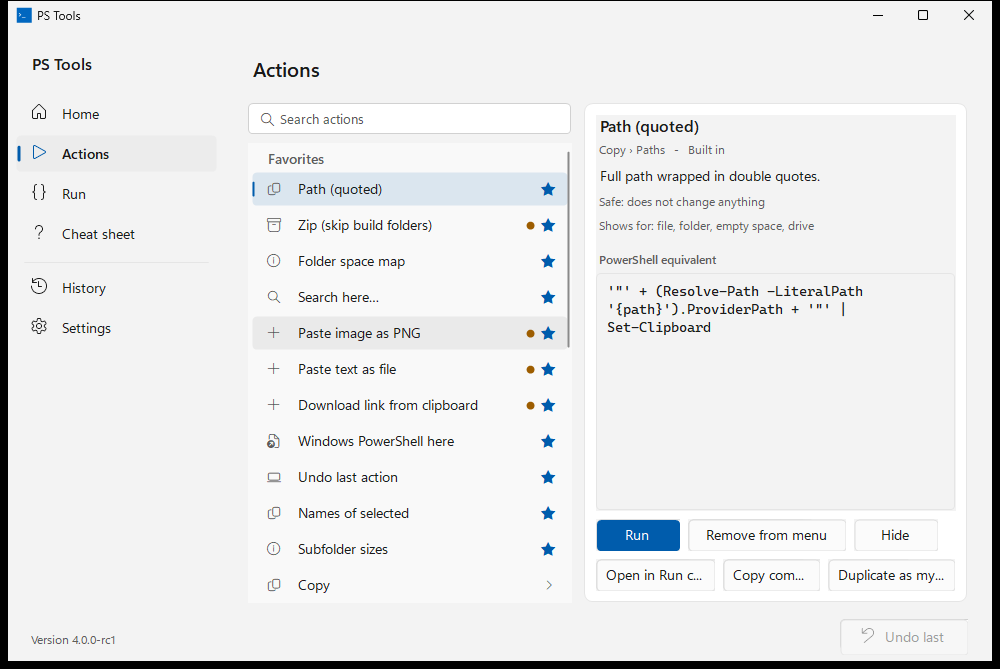 PS Tools
PS Tools
Home
Actions
Run
Cheat sheet
History
Settings
Version 4.0.0-rc1
Actions
Search actions
Favorites
Path (quoted)
Zip (skip build folders)
Folder space map
Search here...
Paste image as PNG
Paste text as file
Download link from clipboard
Windows PowerShell here
Undo last action
Names of selected
Subfolder sizes
Copy
Path (quoted)
Copy › Paths - Built in
Full path wrapped in double quotes.
Safe: does not change anything
Shows for: file, folder, empty space, drive
PowerShell equivalent
'"' + (Resolve-Path -LiteralPath
'{path}').ProviderPath + '"' |
Set-Clipboard
Run
Remove from menu
Hide
Open in Run c...
Copy com...
Duplicate as my...
Undo last